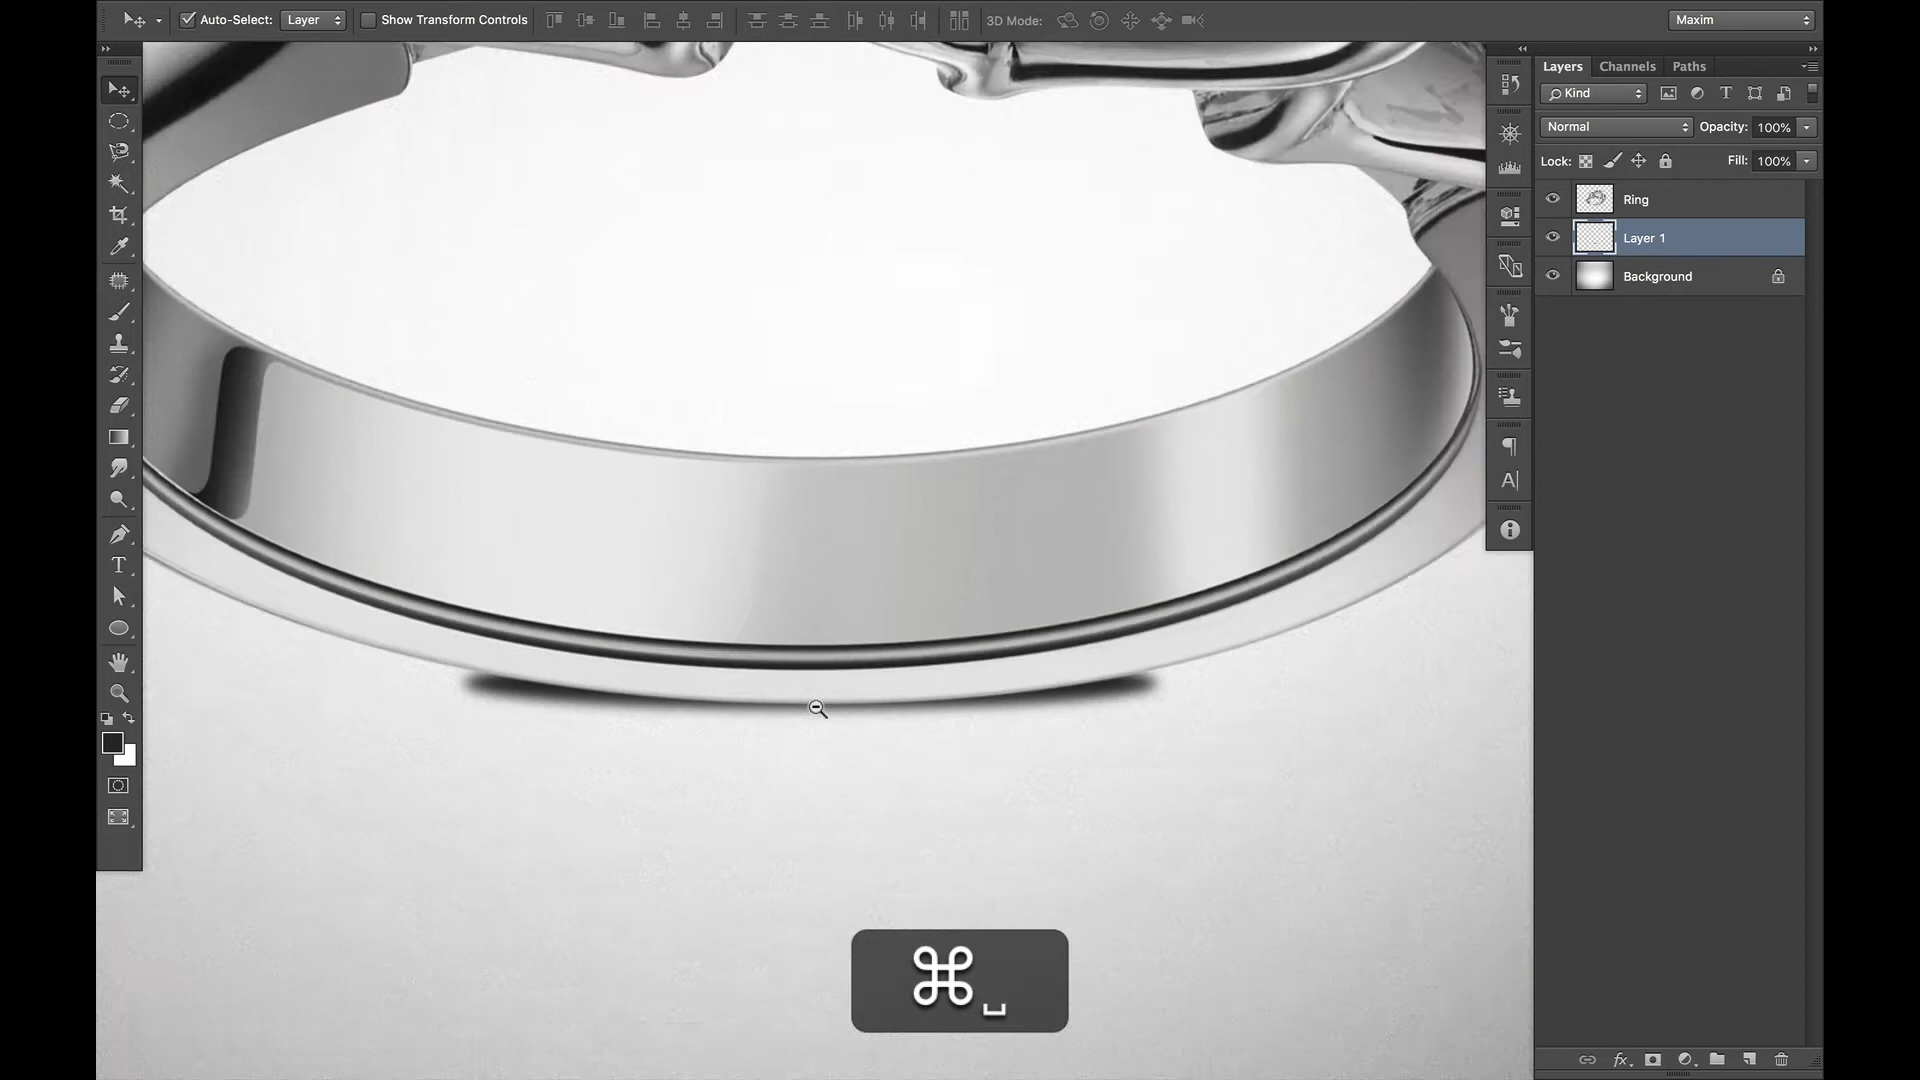 Auto-Select: Layer Show Transform Controls 3D Mode: Maxim
Layers Channels Paths
Kind
Normal Opacity: 100%
Lock: Fill: 100%
Ring
Layer 1
Background